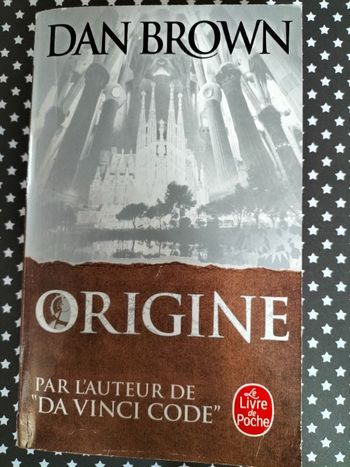 DAN BROWN
ORIGINE
PAR L'AUTEUR DE
"DA VINCI CODE"
Le
Livre
de
Poche